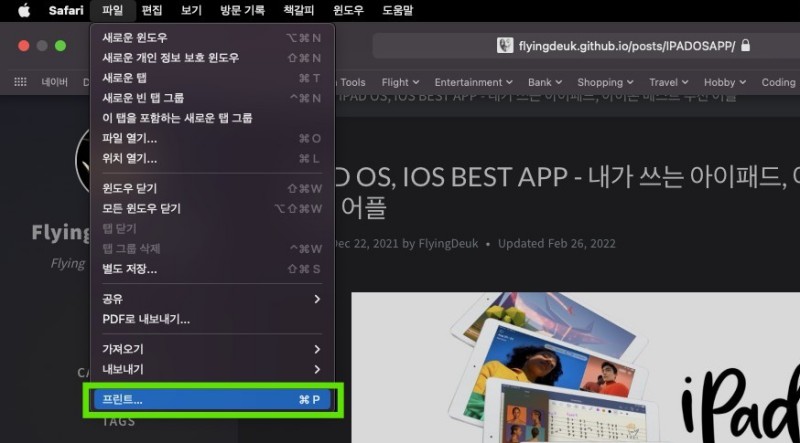 Safari 파일 편집 보기 방문 기록 책갈피 윈도우 도움말
flyingdeuk.github.io/posts/IPADOSAPP/
네이버 Tools Flight Entertainment Bank Shopping Travel Hobby Coding
새로운 윈도우 ⌥⌘N
새로운 개인 정보 보호 윈도우 ⇧⌘N
새로운 탭 ⌘T
새로운 빈 탭 그룹 ^⌘N
이 탭을 포함하는 새로운 탭 그룹
파일 열기... ⌘O
위치 열기... ⌘L
윈도우 닫기 ⇧⌘W
모든 윈도우 닫기 ⌥⇧⌘W
탭 닫기
탭 그룹 삭제 ^⌘W
별도 저장... ⇧⌘S
공유
PDF로 내보내기...
가져오기
내보내기
프린트... ⌘P
D OS, IOS BEST APP - 내가 쓰는 아이패드,
어플
Dec 22, 2021 by FlyingDeuk • Updated Feb 26, 2022
Flying
Flying
TAGS
iPad